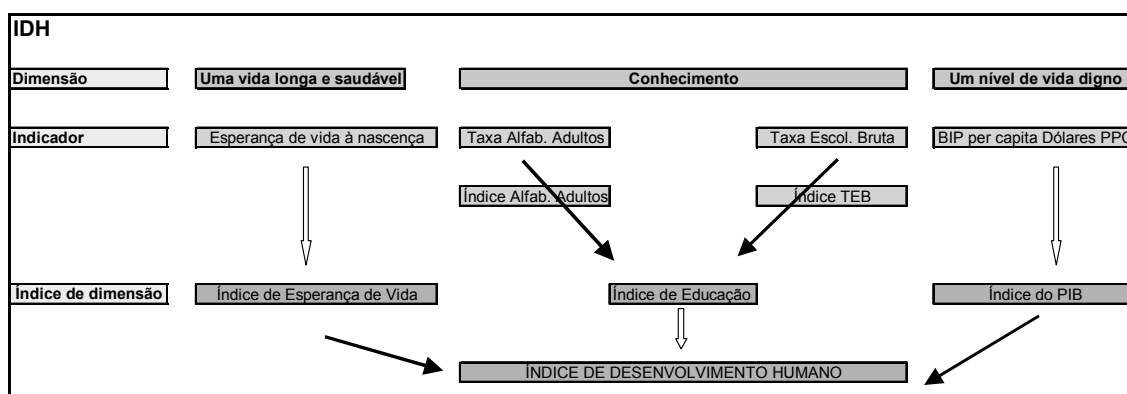 IDH
Dimensão Uma vida longa e saudável Conhecimento Um nível de vida digno
Indicador Esperança de vida à nascença Taxa Alfab. Adultos Taxa Escol. Bruta BIP per capita Dólares PPC
Índice Alfab. Adultos Índice TEB
Índice de dimensão Índice de Esperança de Vida Índice de Educação Índice do PIB
ÍNDICE DE DESENVOLVIMENTO HUMANO